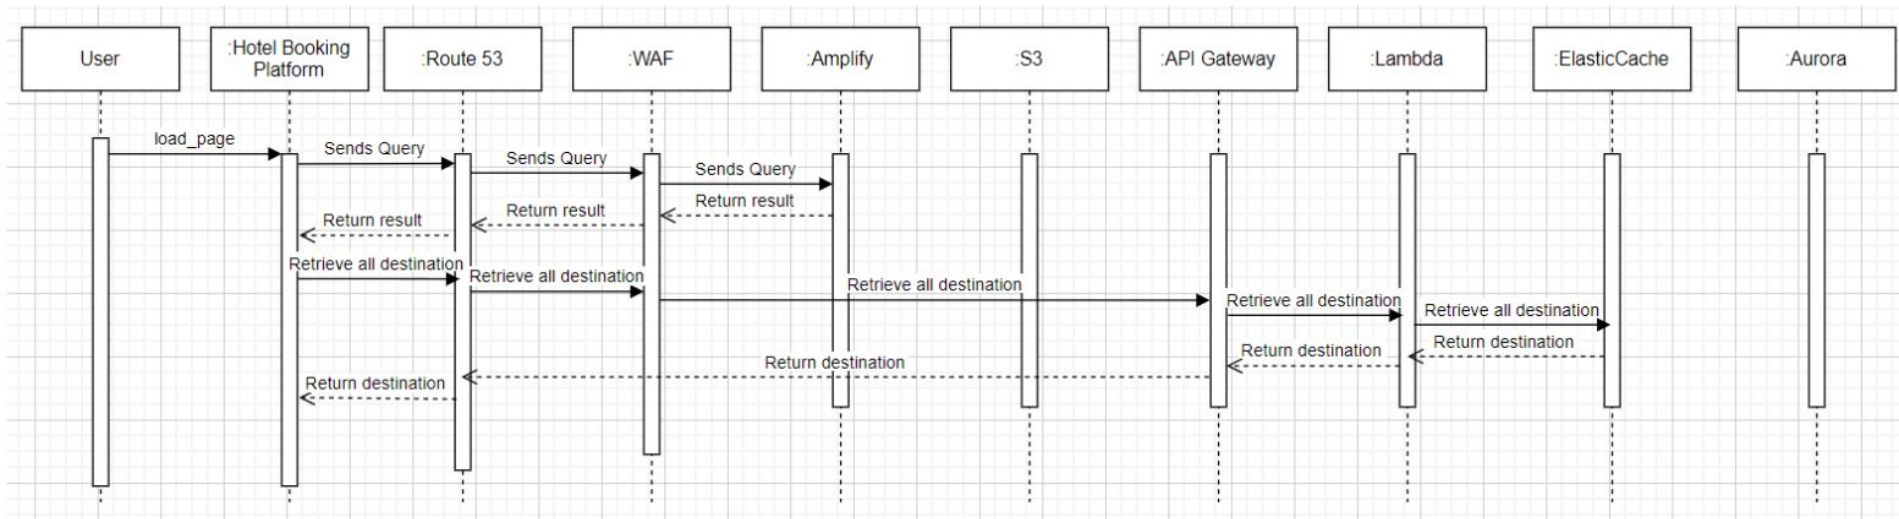 User
:Hotel Booking
Platform
:Route 53
:WAF
:Amplify
:S3
:API Gateway
:Lambda
:ElasticCache
:Aurora
load_page
Sends Query
Sends Query
Sends Query
Return result
Return result
Return result
Retrieve all destination
Retrieve all destination
Retrieve all destination
Retrieve all destination
Retrieve all destination
Return destination
Return destination
Return destination
Return destination